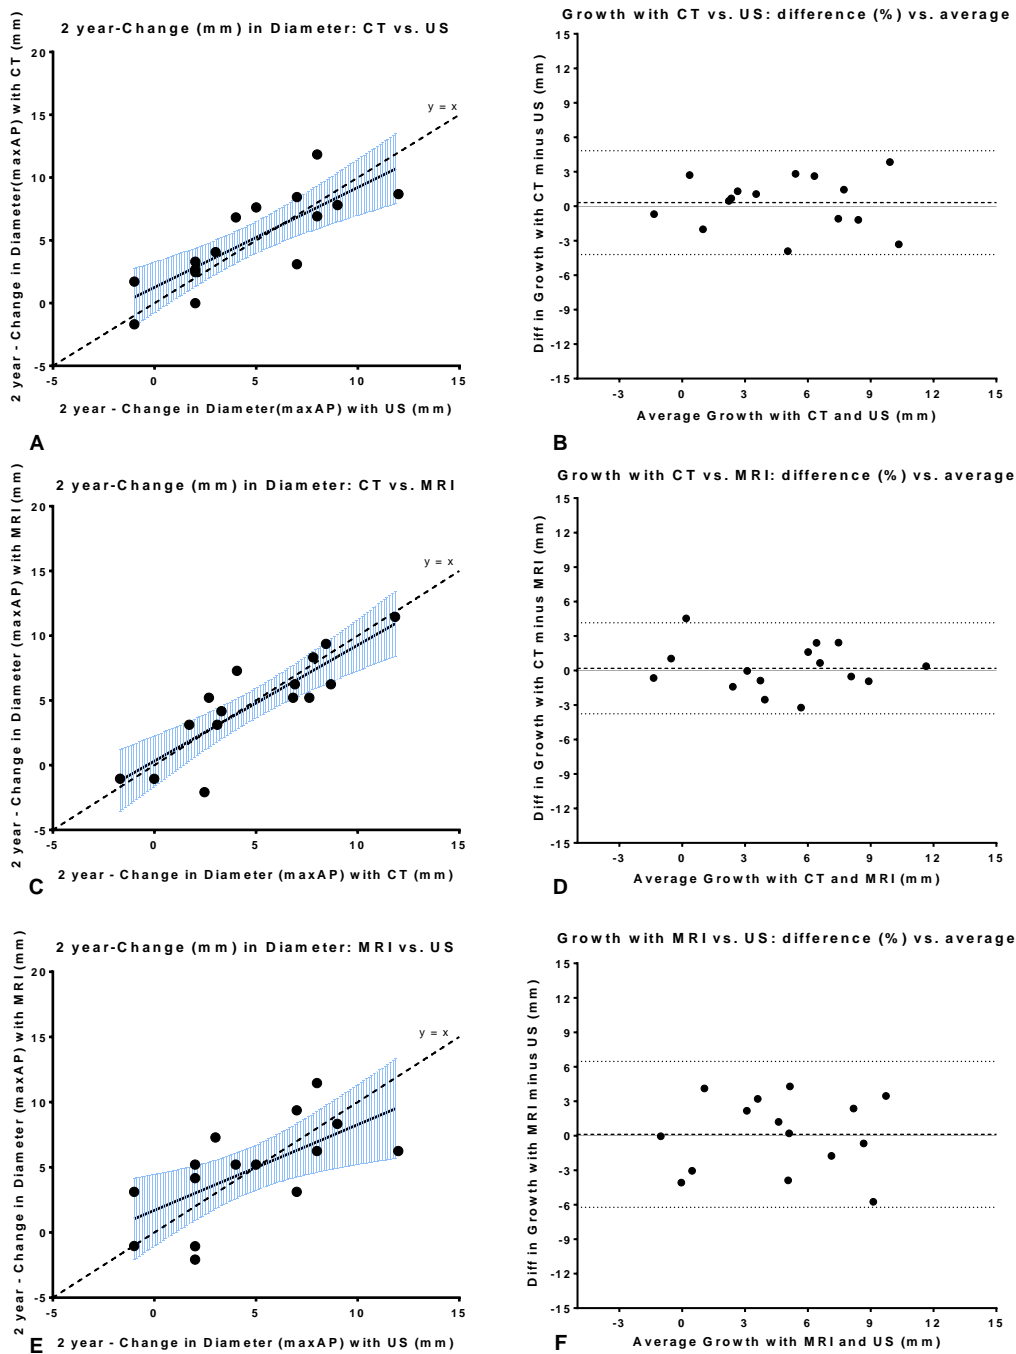 2 year-Change (mm) in Diameter: CT vs. US
2 year - Change in Diameter(maxAP) with CT (mm)
20
15
10
5
0
-5
y = x
-5 0 5 10 15
2 year - Change in Diameter(maxAP) with US (mm)
A
Growth with CT vs. US: difference (%) vs. average
Diff in Growth with CT minus US (mm)
15
12
9
6
3
0
-3
-6
-9
-12
-15
-3 0 3 6 9 12 15
Average Growth with CT and US (mm)
B
2 year-Change (mm) in Diameter: CT vs. MRI
2 year - Change in Diameter (maxAP) with MRI (mm)
20
15
10
5
0
-5
y = x
-5 0 5 10 15
2 year - Change in Diameter (maxAP) with CT (mm)
C
Growth with CT vs. MRI: difference (%) vs. average
Diff in Growth with CT minus MRI (mm)
15
12
9
6
3
0
-3
-6
-9
-12
-15
-3 0 3 6 9 12 15
Average Growth with CT and MRI (mm)
D
2 year-Change (mm) in Diameter: MRI vs. US
2 year - Change in Diameter (maxAP) with MRI (mm)
20
15
10
5
0
-5
y = x
-5 0 5 10 15
2 year - Change in Diameter (maxAP) with US (mm)
E
Growth with MRI vs. US: difference (%) vs. average
Diff in Growth with MRI minus US (mm)
15
12
9
6
3
0
-3
-6
-9
-12
-15
-3 0 3 6 9 12 15
Average Growth with MRI and US (mm)
F